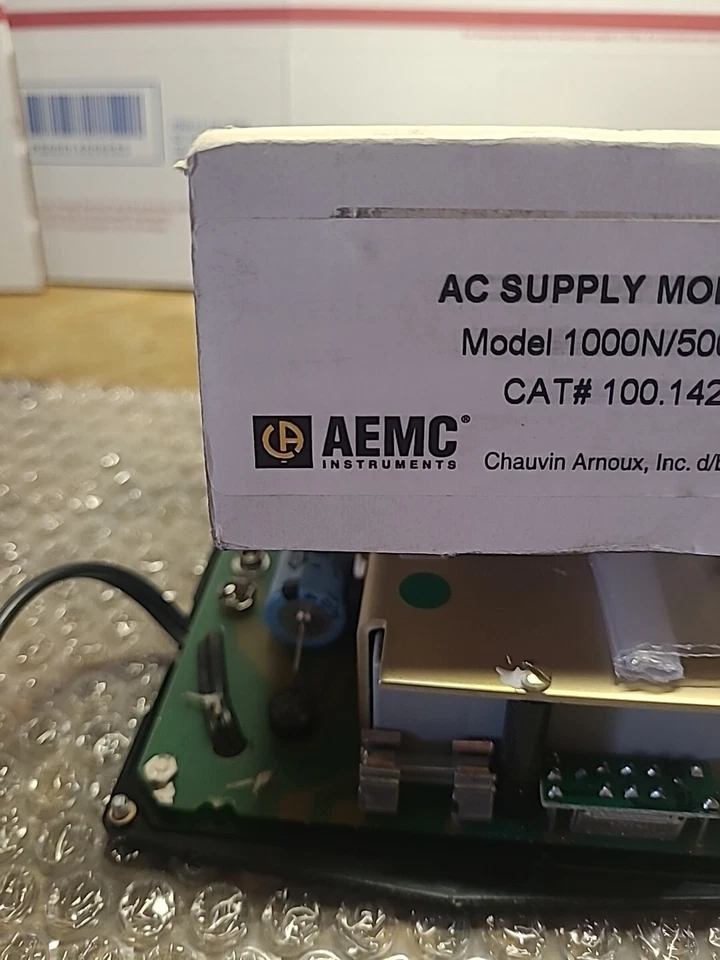 AC SUPPLY MO
Model 1000N/50
CAT# 100.142
AEMC®
INSTRUMENTS
Chauvin Arnoux, Inc. d/